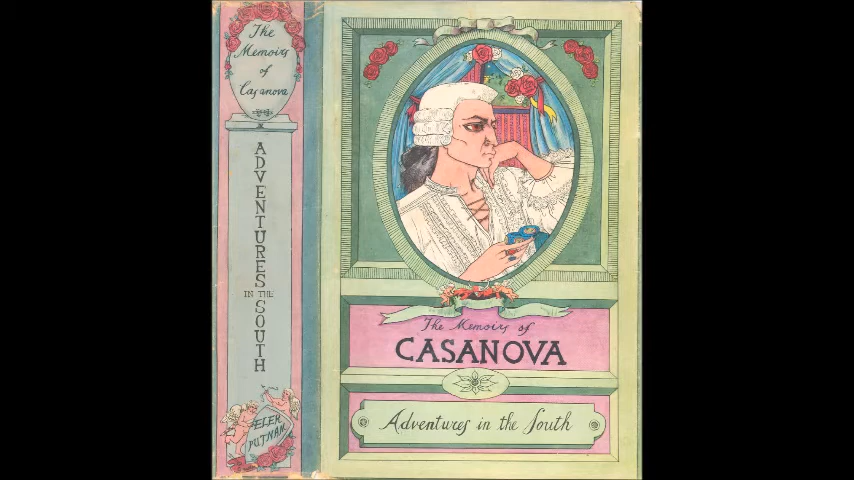 The
Memoirs
of
Casanova
ADVENTURES
IN THE
SOUTH
ELEK
PUTNAM
The Memoirs of
CASANOVA
Adventures in the South